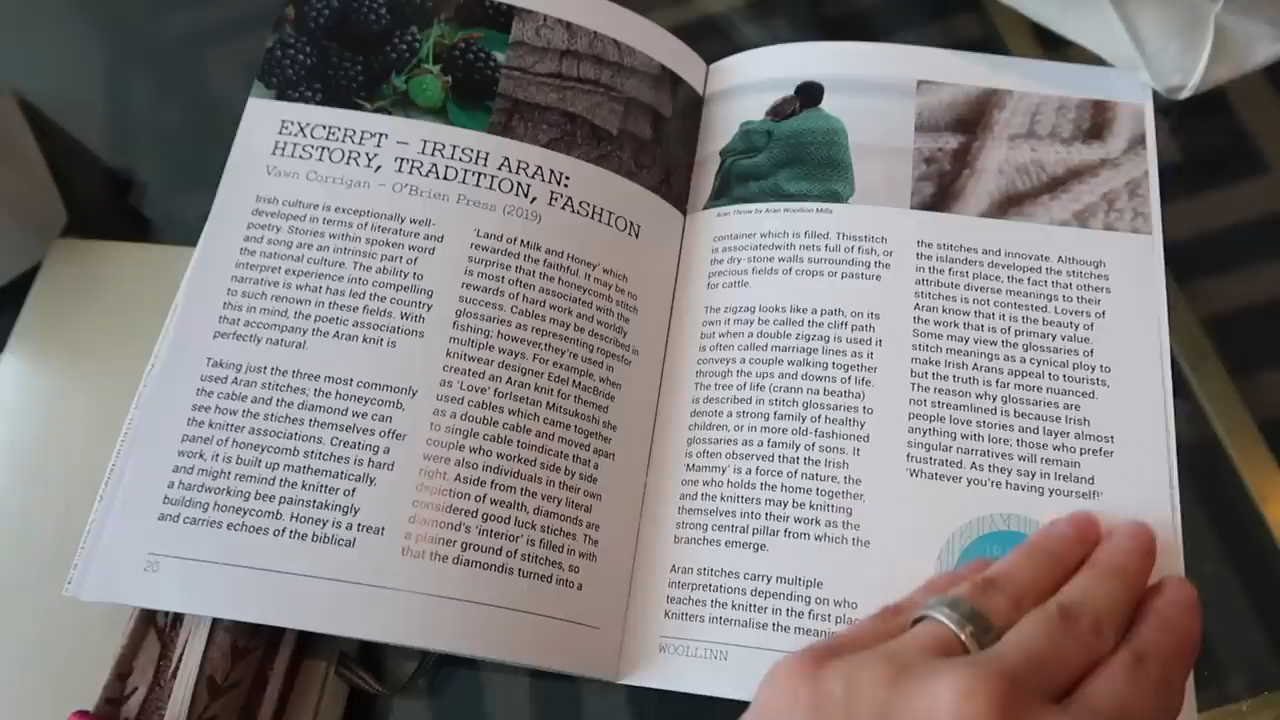 EXCERPT – IRISH ARAN:
HISTORY, TRADITION, FASHION
Vawn Corrigan – O'Brien Press (2019)
Irish culture is exceptionally well-
developed in terms of literature and
poetry. Stories within spoken word
and song are an intrinsic part of
the national culture. The ability to
interpret experience into compelling
narrative is what has led the country
to such renown in these fields. With
this in mind, the poetic associations
that accompany the Aran knit is
perfectly natural.
Taking just the three most commonly
used Aran stitches; the honeycomb,
the cable and the diamond we can
see how the stiches themselves offer
the knitter associations. Creating a
panel of honeycomb stitches is hard
work, it is built up mathematically,
and might remind the knitter of
a hardworking bee painstakingly
building honeycomb. Honey is a treat
and carries echoes of the biblical
'Land of Milk and Honey' which
rewarded the faithful. It may be no
surprise that the honeycomb stitch
is most often associated with the
rewards of hard work and worldly
success. Cables may be described in
glossaries as representing ropesfor
fishing; however,they're used in
multiple ways. For example, when
knitwear designer Edel MacBride
created an Aran knit for themed
as 'Love' forIsetan Mitsukoshi she
used cables which came together
as a double cable and moved apart
to single cable toindicate that a
couple who worked side by side
were also individuals in their own
right. Aside from the very literal
depiction of wealth, diamonds are
considered good luck stiches. The
diamond's 'interior' is filled in with
a plainer ground of stitches, so
that the diamondis turned into a
20
Aran Throw by Aran Woollinn Mills
container which is filled. Thisstitch
is associatedwith nets full of fish, or
the dry-stone walls surrounding the
precious fields of crops or pasture
for cattle.
The zigzag looks like a path, on its
own it may be called the cliff path
but when a double zigzag is used it
is often called marriage lines as it
conveys a couple walking together
through the ups and downs of life.
The tree of life (crann na beatha)
is described in stitch glossaries to
denote a strong family of healthy
children, or in more old-fashioned
glossaries as a family of sons. It
is often observed that the Irish
'Mammy' is a force of nature, the
one who holds the home together,
and the knitters may be knitting
themselves into their work as the
strong central pillar from which the
branches emerge.
Aran stitches carry multiple
interpretations depending on who
teaches the knitter in the first
Knitters internalise the
the stitches and innovate. Although
the islanders developed the stitches
in the first place, the fact that others
attribute diverse meanings to their
stitches is not contested. Lovers of
Aran know that it is the beauty of
the work that is of primary value.
Some may view the glossaries of
stitch meanings as a cynical ploy to
make Irish Arans appeal to tourists,
but the truth is far more nuanced.
The reason why glossaries are
not streamlined is because Irish
people love stories and layer almost
anything with lore; those who prefer
singular narratives will remain
frustrated. As they say in Ireland
'Whatever you're having yourself!'
WOOLLINN